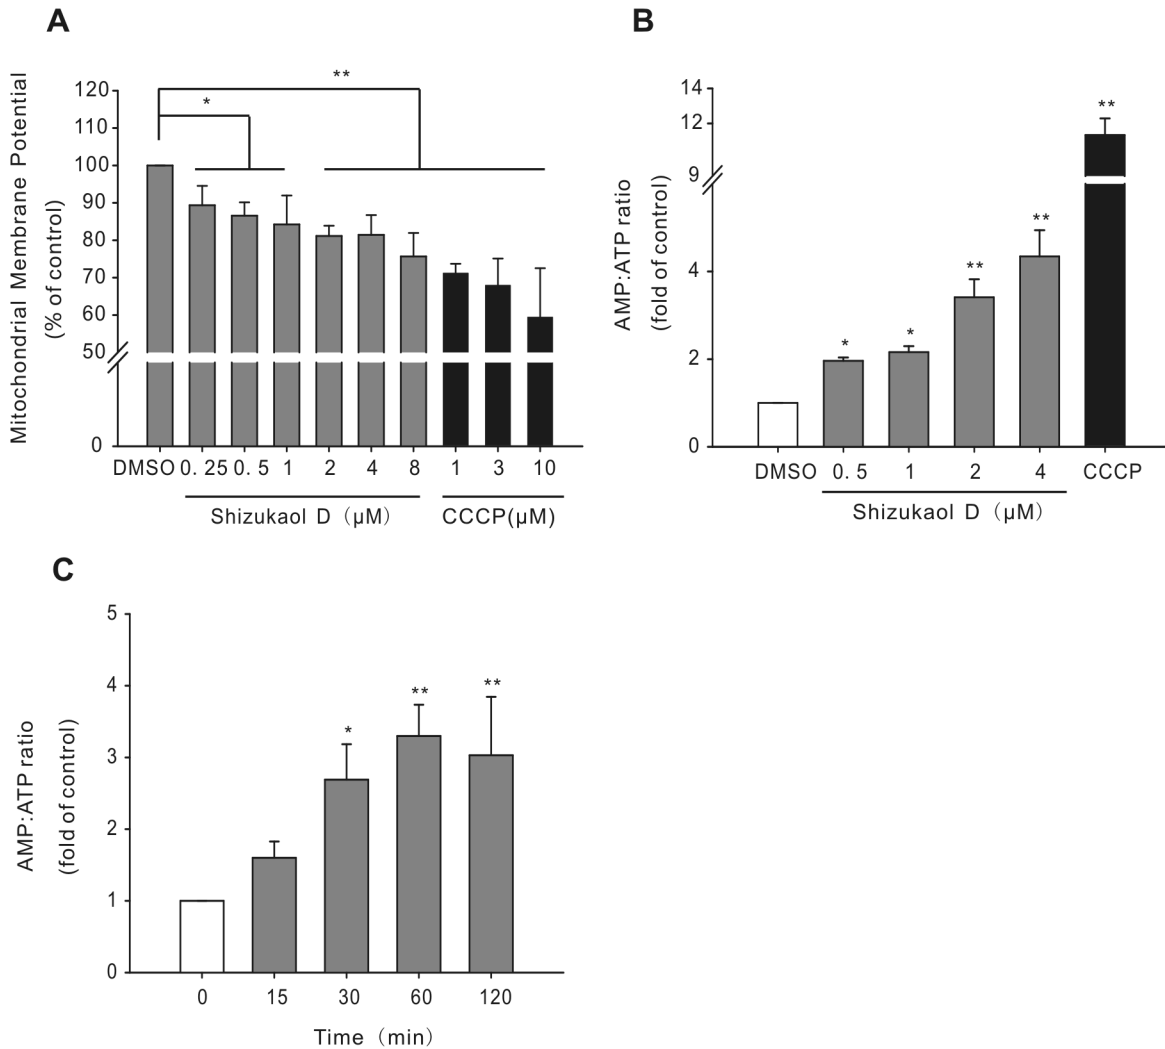 A
Mitochondrial Membrane Potential
(% of control)
120
110
100
90
80
70
60
50
0
*
**
DMSO 0. 25 0. 5 1 2 4 8 1 3 10
Shizukaol D (μM) CCCP(μM)
B
AMP:ATP ratio
(fold of control)
14
12
9
4
2
0
*
*
**
**
**
DMSO 0. 5 1 2 4 CCCP
Shizukaol D (μM)
C
AMP:ATP ratio
(fold of control)
5
4
3
2
1
0
*
**
**
0 15 30 60 120
Time (min)